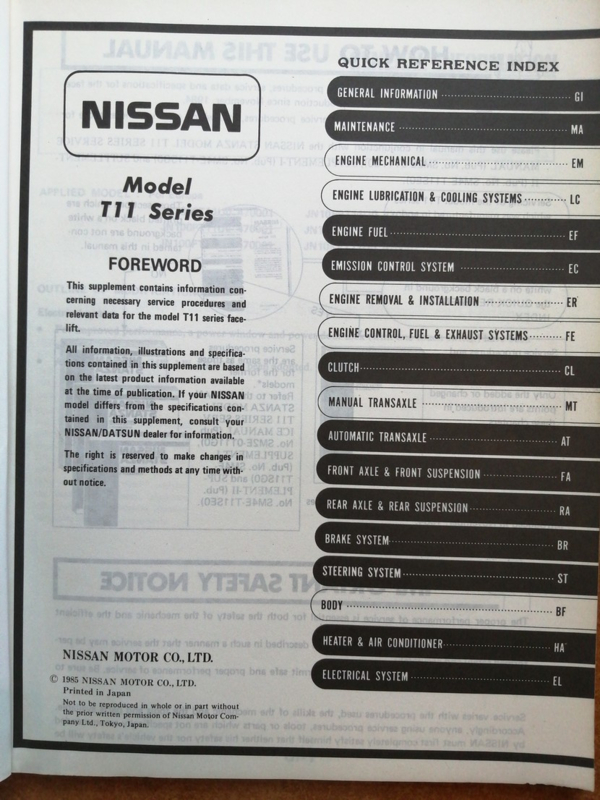 NISSAN
Model
T11 Series
FOREWORD
This supplement contains information con-
cerning necessary service procedures and
relevant data for the model T11 series face-
lift.
All information, illustrations and specifica-
tions contained in this supplement are based
on the latest product information available
at the time of publication. If your NISSAN
model differs from the specifications con-
tained in this supplement, consult your
NISSAN/DATSUN dealer for information.
The right is reserved to make changes in
specifications and methods at any time with-
out notice.
NISSAN MOTOR CO., LTD.
© 1985 NISSAN MOTOR CO., LTD.
Printed in Japan
Not to be reproduced in whole or in part without
the prior written permission of Nissan Motor Com-
pany Ltd., Tokyo, Japan.
QUICK REFERENCE INDEX
GENERAL INFORMATION GI
MAINTENANCE MA
ENGINE MECHANICAL EM
ENGINE LUBRICATION & COOLING SYSTEMS LC
ENGINE FUEL EF
EMISSION CONTROL SYSTEM EC
ENGINE REMOVAL & INSTALLATION ER
ENGINE CONTROL, FUEL & EXHAUST SYSTEMS FE
CLUTCH CL
MANUAL TRANSAXLE MT
AUTOMATIC TRANSAXLE AT
FRONT AXLE & FRONT SUSPENSION FA
REAR AXLE & REAR SUSPENSION RA
BRAKE SYSTEM BR
STEERING SYSTEM ST
BODY BF
HEATER & AIR CONDITIONER HA
ELECTRICAL SYSTEM EL